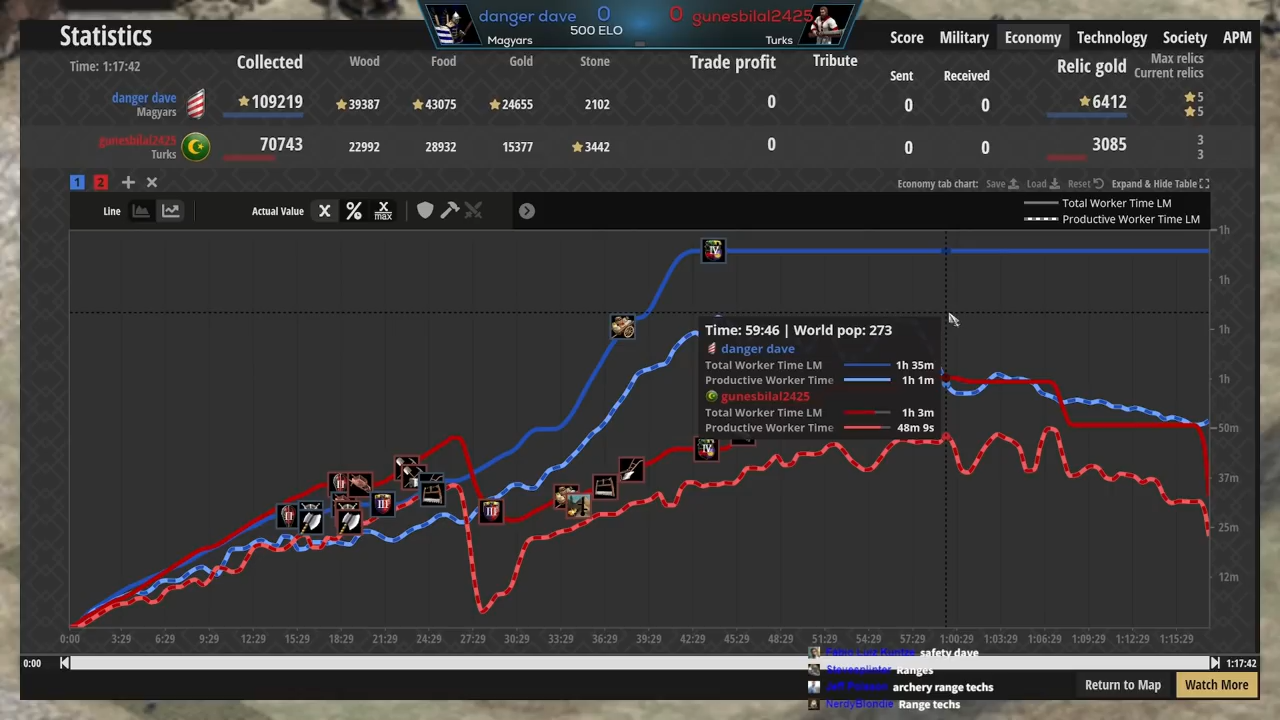 danger dave 0 0 gunesbilal2425
500 ELO
Magyars Turks
Statistics
Score Military Economy Technology Society APM
Time: 1:17:42
Collected Wood Food Gold Stone Trade profit Tribute Sent Received Relic gold Max relics
Current relics
danger dave 109219 39387 43075 24655 2102 0 0 0 6412 5
Magyars 5
gunesbilal2425 70743 22992 28932 15377 3442 0 0 0 3085 3
Turks 3
1 2
Economy tab chart: Save Load Reset Expand & Hide Table
Line Actual Value X % X max
Total Worker Time LM
Productive Worker Time LM
1h
1h
1h
1h
50m
37m
25m
12m
Time: 59:46 | World pop: 273
danger dave
Total Worker Time LM 1h 35m
Productive Worker Time 1h 1m
gunesbilal2425
Total Worker Time LM 1h 3m
Productive Worker Time 48m 9s
0:00 3:29 6:29 9:29 12:29 15:29 18:29 21:29 24:29 27:29 30:29 33:29 36:29 39:29 42:29 45:29 48:29 51:29 54:29 57:29 1:00:29 1:03:29 1:06:29 1:09:29 1:12:29 1:15:29
0:00 1:17:42
Fabio Luiz Kuntze safety dave
Stevesplinter Ranges
archery range techs
NerdyBlondie Range techs
Return to Map Watch More